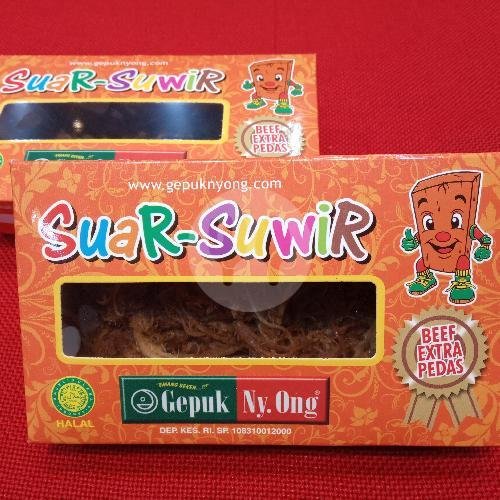 www.gepuknyong.com
SuaR-SuwiR
BEEF
EXTRA
PEDAS
www.gepuknyong.com
SuaR-SuwiR
BEEF
EXTRA
PEDAS
HALAL
Gepuk Ny. Ong®
DEP. KES. RI. SP. 108310012000